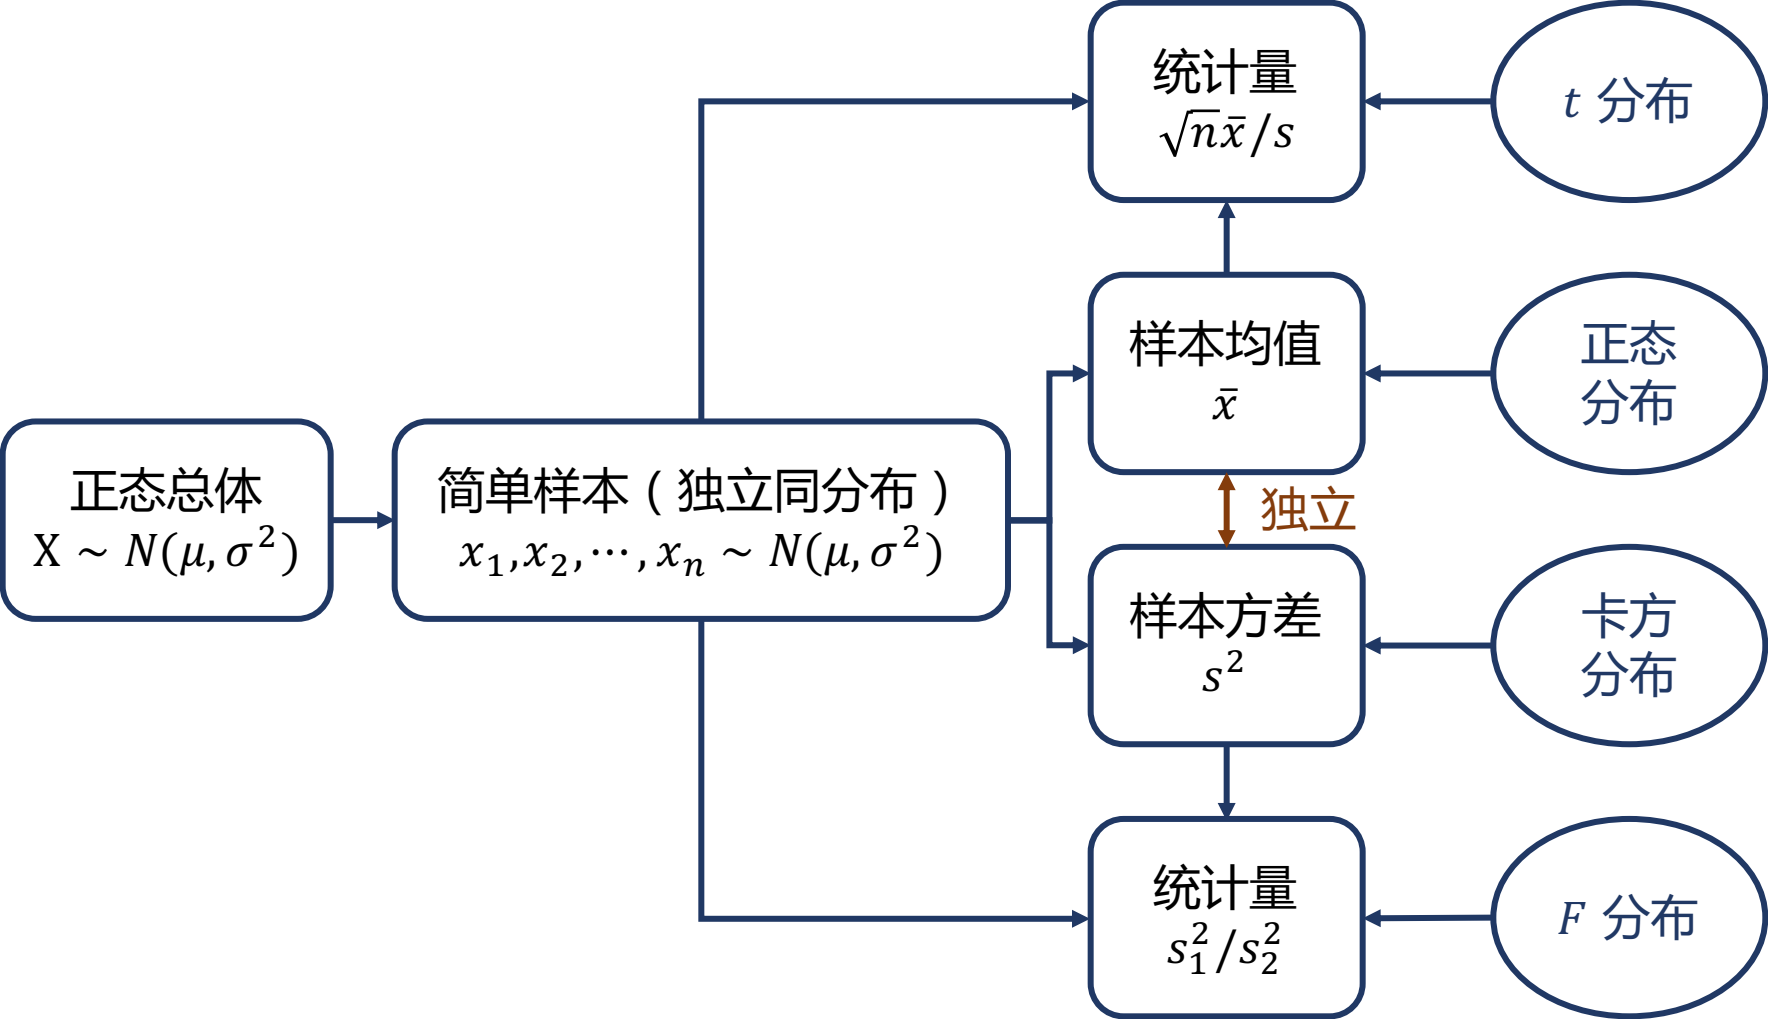 统计量
√n x̄/s
t 分布
样本均值
x̄
正态
分布
正态总体
X ~ N(μ, σ²)
简单样本（独立同分布）
x₁,x₂,⋯,xₙ ~ N(μ, σ²)
独立
样本方差
s²
卡方
分布
统计量
s₁²/s₂²
F 分布